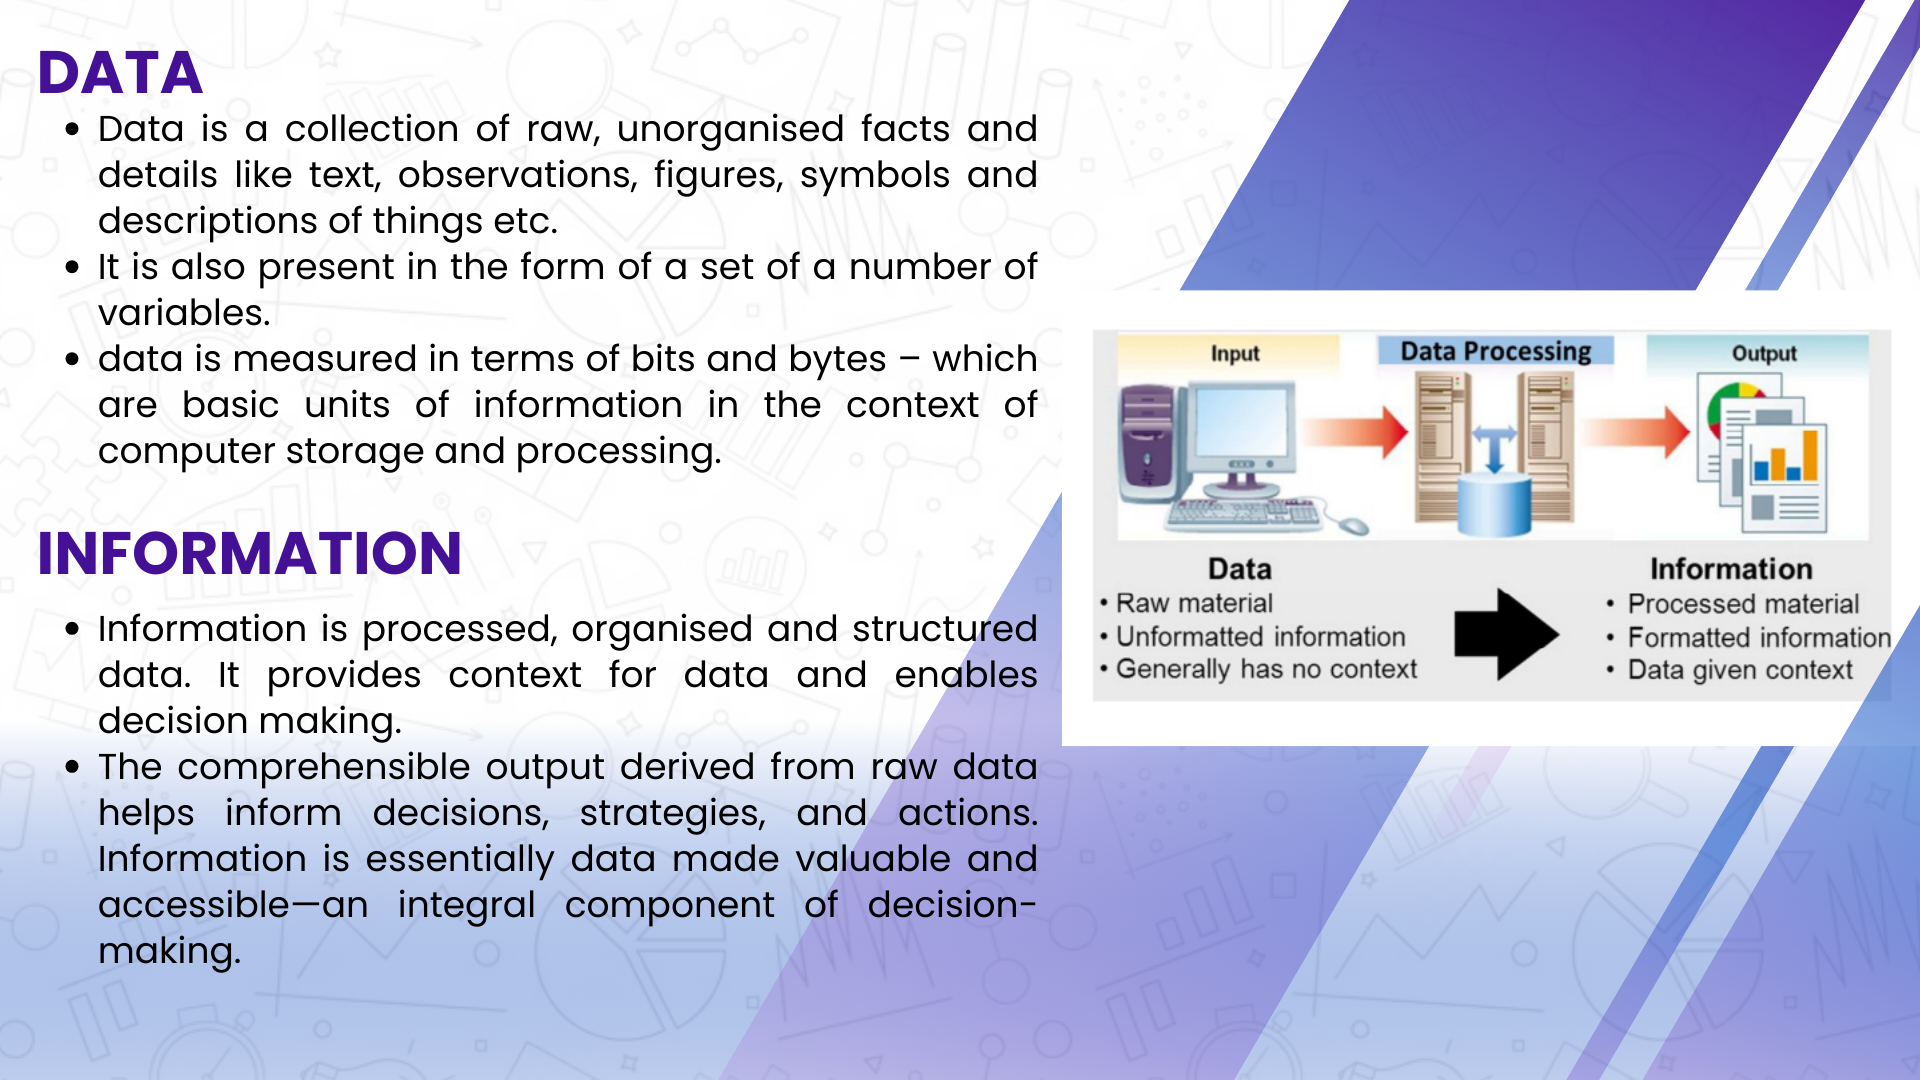 DATA
• Data is a collection of raw, unorganised facts and
details like text, observations, figures, symbols and
descriptions of things etc.
• It is also present in the form of a set of a number of
variables.
• data is measured in terms of bits and bytes – which
are basic units of information in the context of
computer storage and processing.
INFORMATION
• Information is processed, organised and structured
data. It provides context for data and enables
decision making.
• The comprehensible output derived from raw data
helps inform decisions, strategies, and actions.
Information is essentially data made valuable and
accessible—an integral component of decision-
making.
Input
Data Processing
Output
Data
• Raw material
• Unformatted information
• Generally has no context
Information
• Processed material
• Formatted information
• Data given context